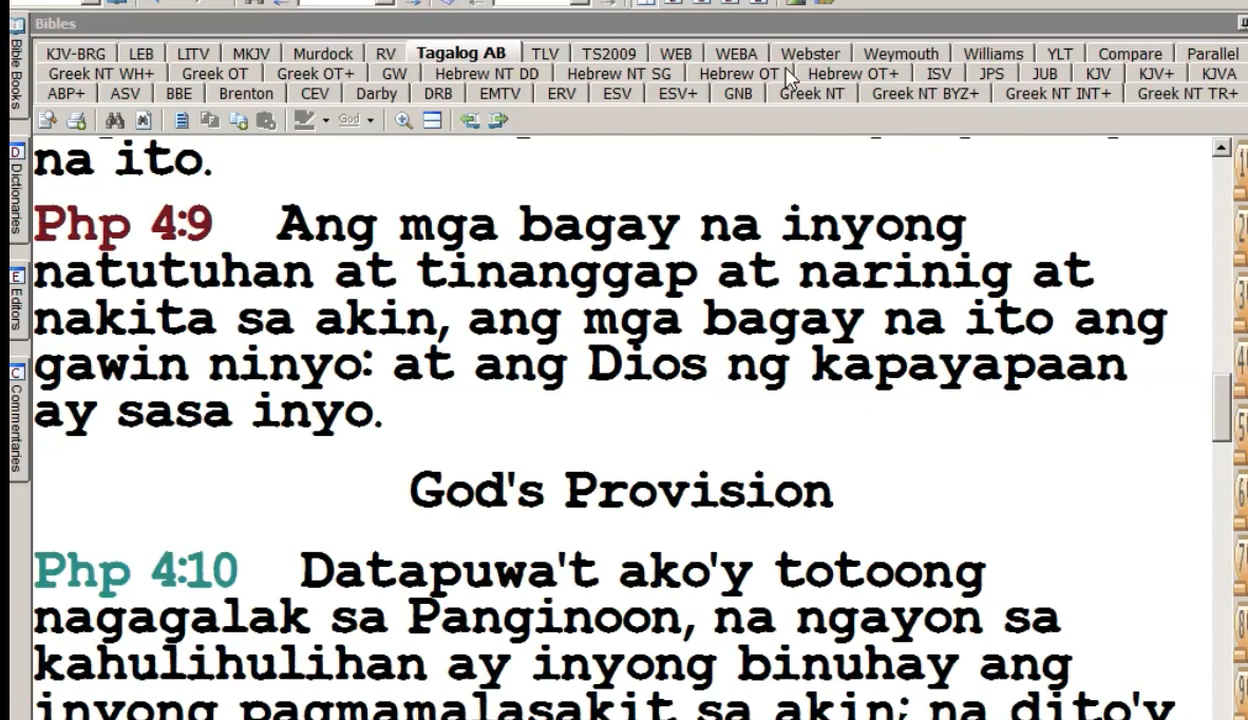 Bibles
KJV-BRG LEB LITV MKJV Murdock RV Tagalog AB TLV TS2009 WEB WEBA Webster Weymouth Williams YLT Compare Parallel
Greek NT WH+ Greek OT Greek OT+ GW Hebrew NT DD Hebrew NT SG Hebrew OT Hebrew OT+ ISV JPS JUB KJV KJV+ KJVA
ABP+ ASV BBE Brenton CEV Darby DRB EMTV ERV ESV ESV+ GNB Greek NT Greek NT BYZ+ Greek NT INT+ Greek NT TR+
God
Bible Books
Dictionaries
Editors
Commentaries
na ito.
Php 4:9 Ang mga bagay na inyong
natutuhan at tinanggap at narinig at
nakita sa akin, ang mga bagay na ito ang
gawin ninyo: at ang Dios ng kapayapaan
ay sasa inyo.
God's Provision
Php 4:10 Datapuwa't ako'y totoong
nagagalak sa Panginoon, na ngayon sa
kahulihulihan ay inyong binuhay ang
inyong pagmamalasakit sa akin; na dito'y